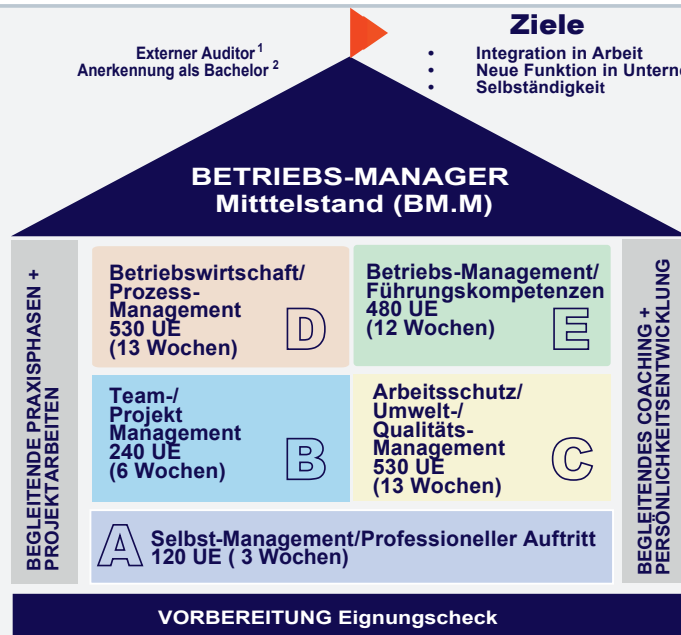 Externer Auditor 1
Anerkennung als Bachelor 2
Ziele
• Integration in Arbeit
• Neue Funktion in Unterne
• Selbständigkeit
BETRIEBS-MANAGER
Mitttelstand (BM.M)
BEGLEITENDE PRAXISPHASEN +
PROJEKTARBEITEN
Betriebswirtschaft/
Prozess-
Management
530 UE
(13 Wochen)
D
Betriebs-Management/
Führungskompetenzen
480 UE
(12 Wochen)
E
Team-/
Projekt
Management
240 UE
(6 Wochen)
B
Arbeitsschutz/
Umwelt-/
Qualitäts-
Management
530 UE
(13 Wochen)
C
A
Selbst-Management/Professioneller Auftritt
120 UE ( 3 Wochen)
BEGLEITENDES COACHING +
PERSÖNLICHKEITSENTWICKLUNG
VORBEREITUNG Eignungscheck